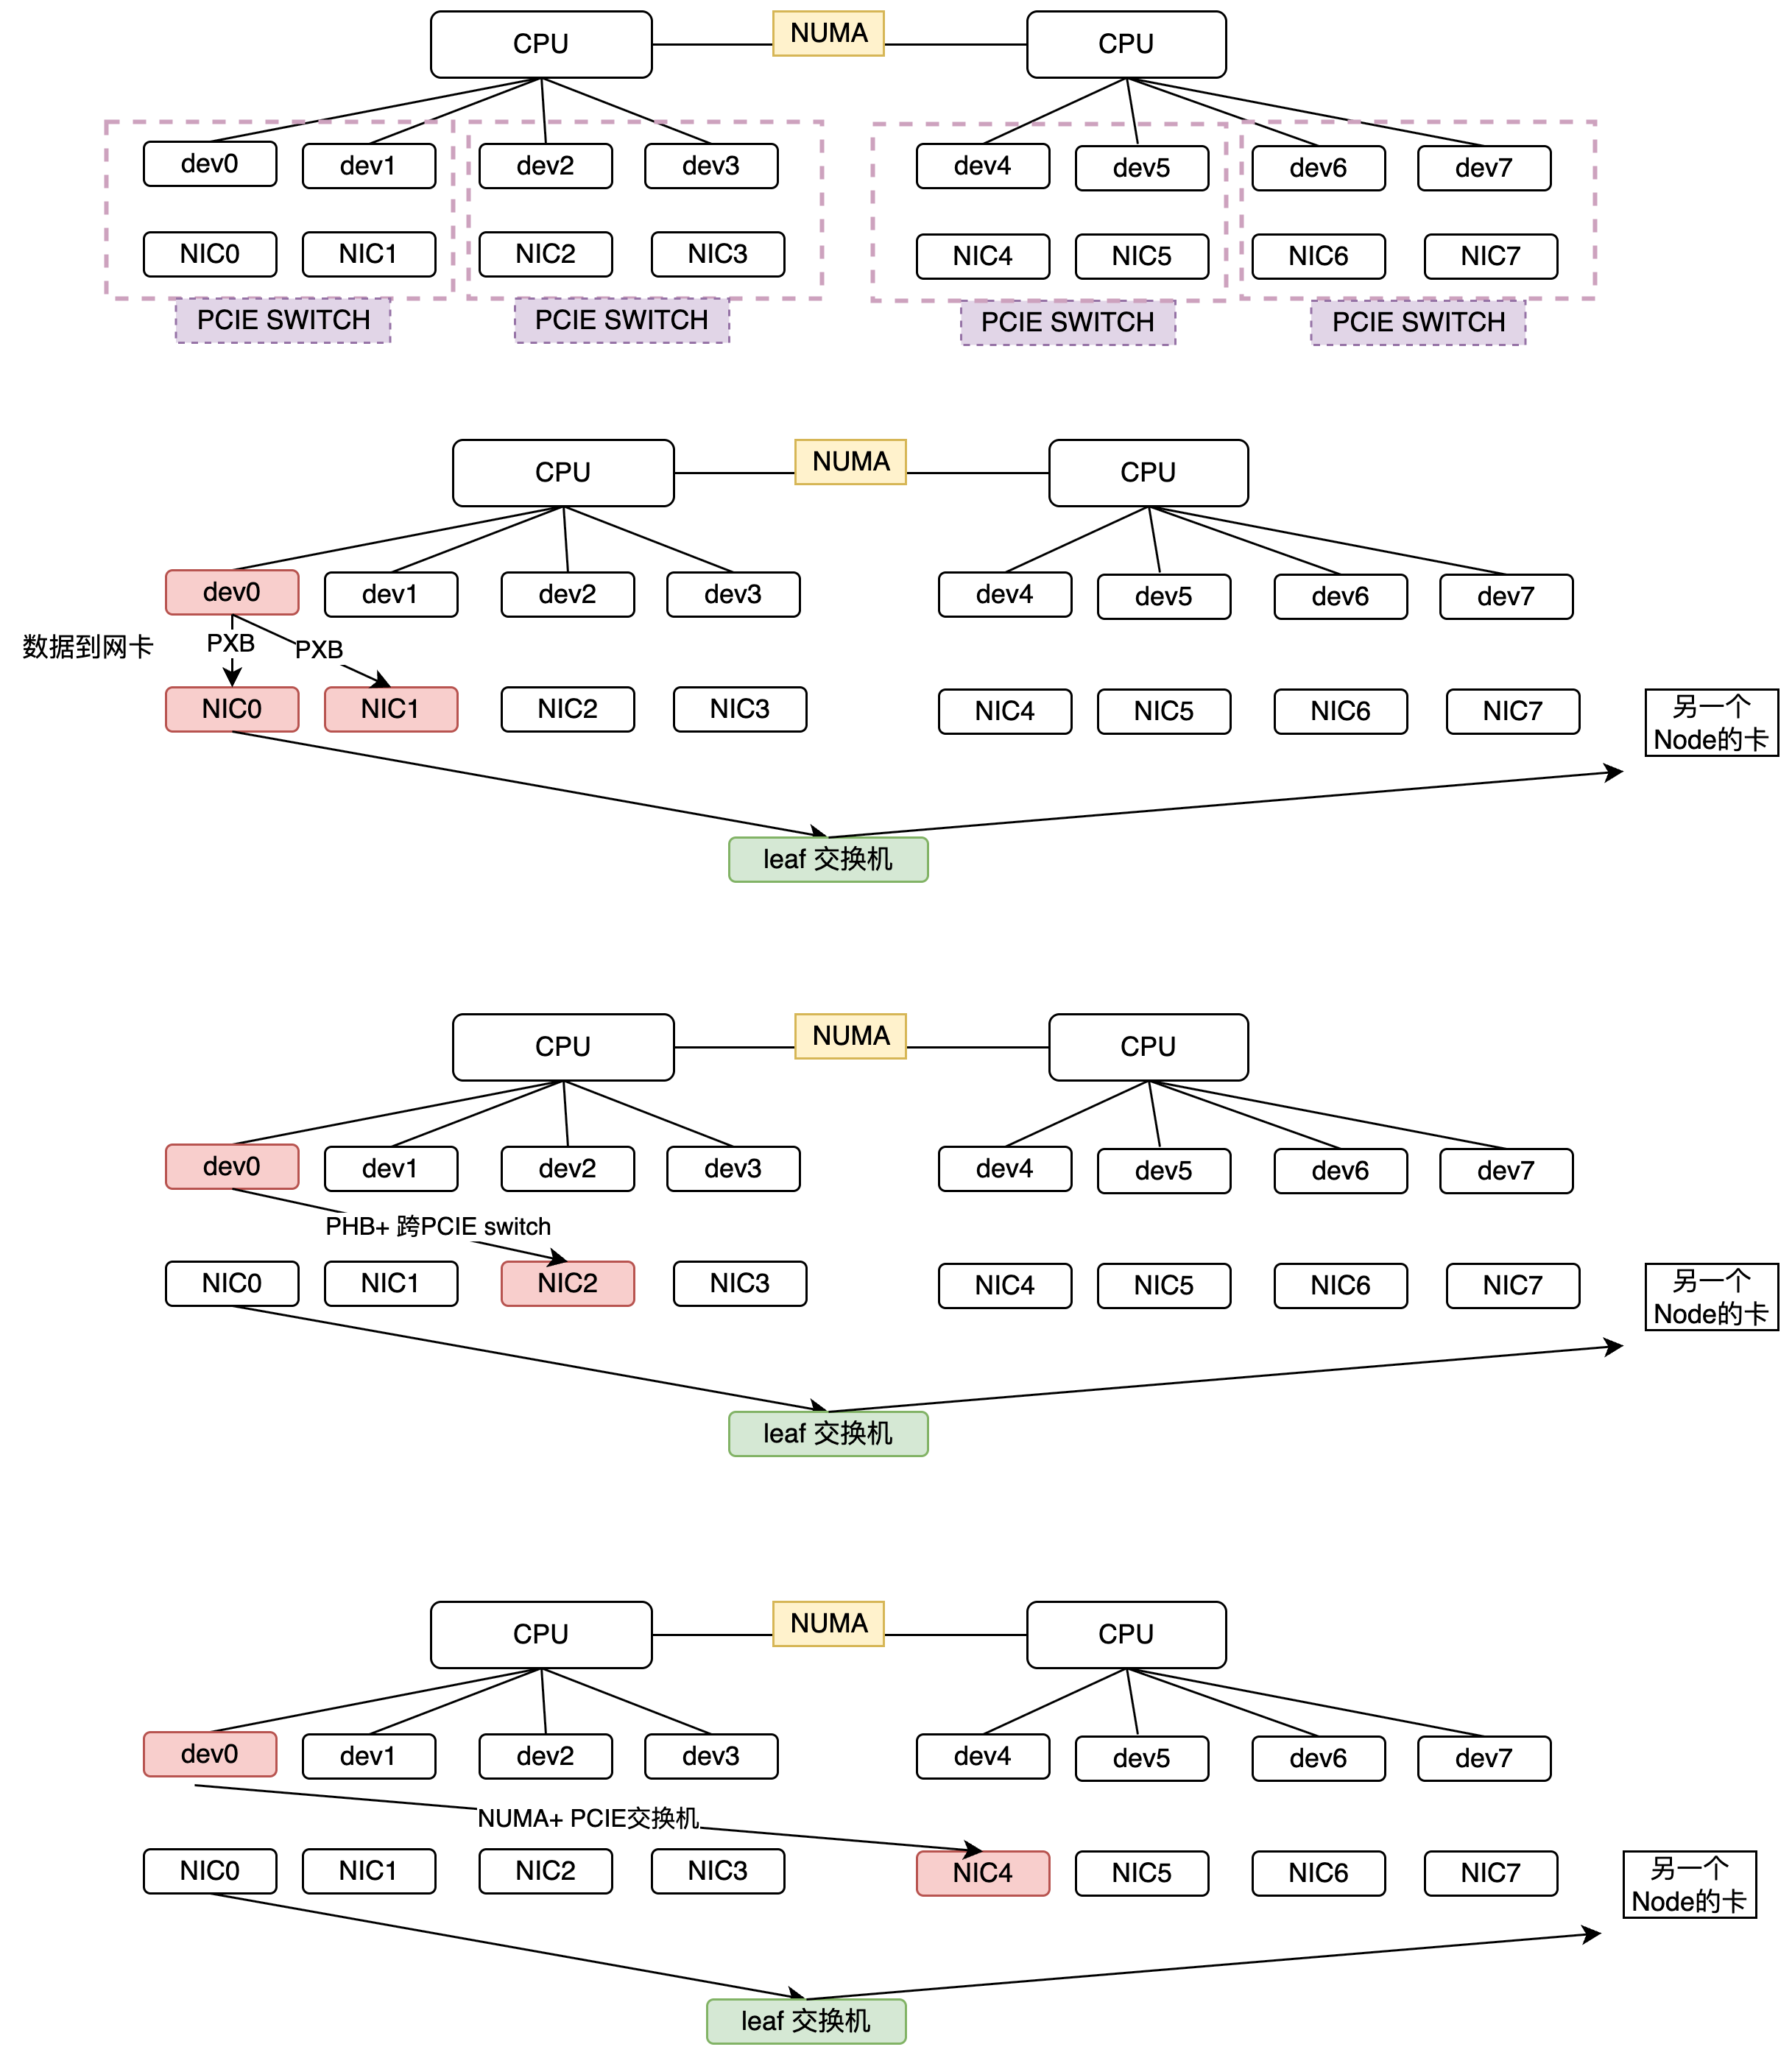 CPU
NUMA
CPU
dev0
dev1
dev2
dev3
dev4
dev5
dev6
dev7
NIC0
NIC1
NIC2
NIC3
NIC4
NIC5
NIC6
NIC7
PCIE SWITCH
PCIE SWITCH
PCIE SWITCH
PCIE SWITCH
CPU
NUMA
CPU
dev0
dev1
dev2
dev3
dev4
dev5
dev6
dev7
数据到网卡
PXB
PXB
NIC0
NIC1
NIC2
NIC3
NIC4
NIC5
NIC6
NIC7
另一个
Node的卡
leaf 交换机
CPU
NUMA
CPU
dev0
dev1
dev2
dev3
dev4
dev5
dev6
dev7
PHB+ 跨PCIE switch
NIC0
NIC1
NIC2
NIC3
NIC4
NIC5
NIC6
NIC7
另一个
Node的卡
leaf 交换机
CPU
NUMA
CPU
dev0
dev1
dev2
dev3
dev4
dev5
dev6
dev7
NUMA+ PCIE交换机
NIC0
NIC1
NIC2
NIC3
NIC4
NIC5
NIC6
NIC7
另一个
Node的卡
leaf 交换机